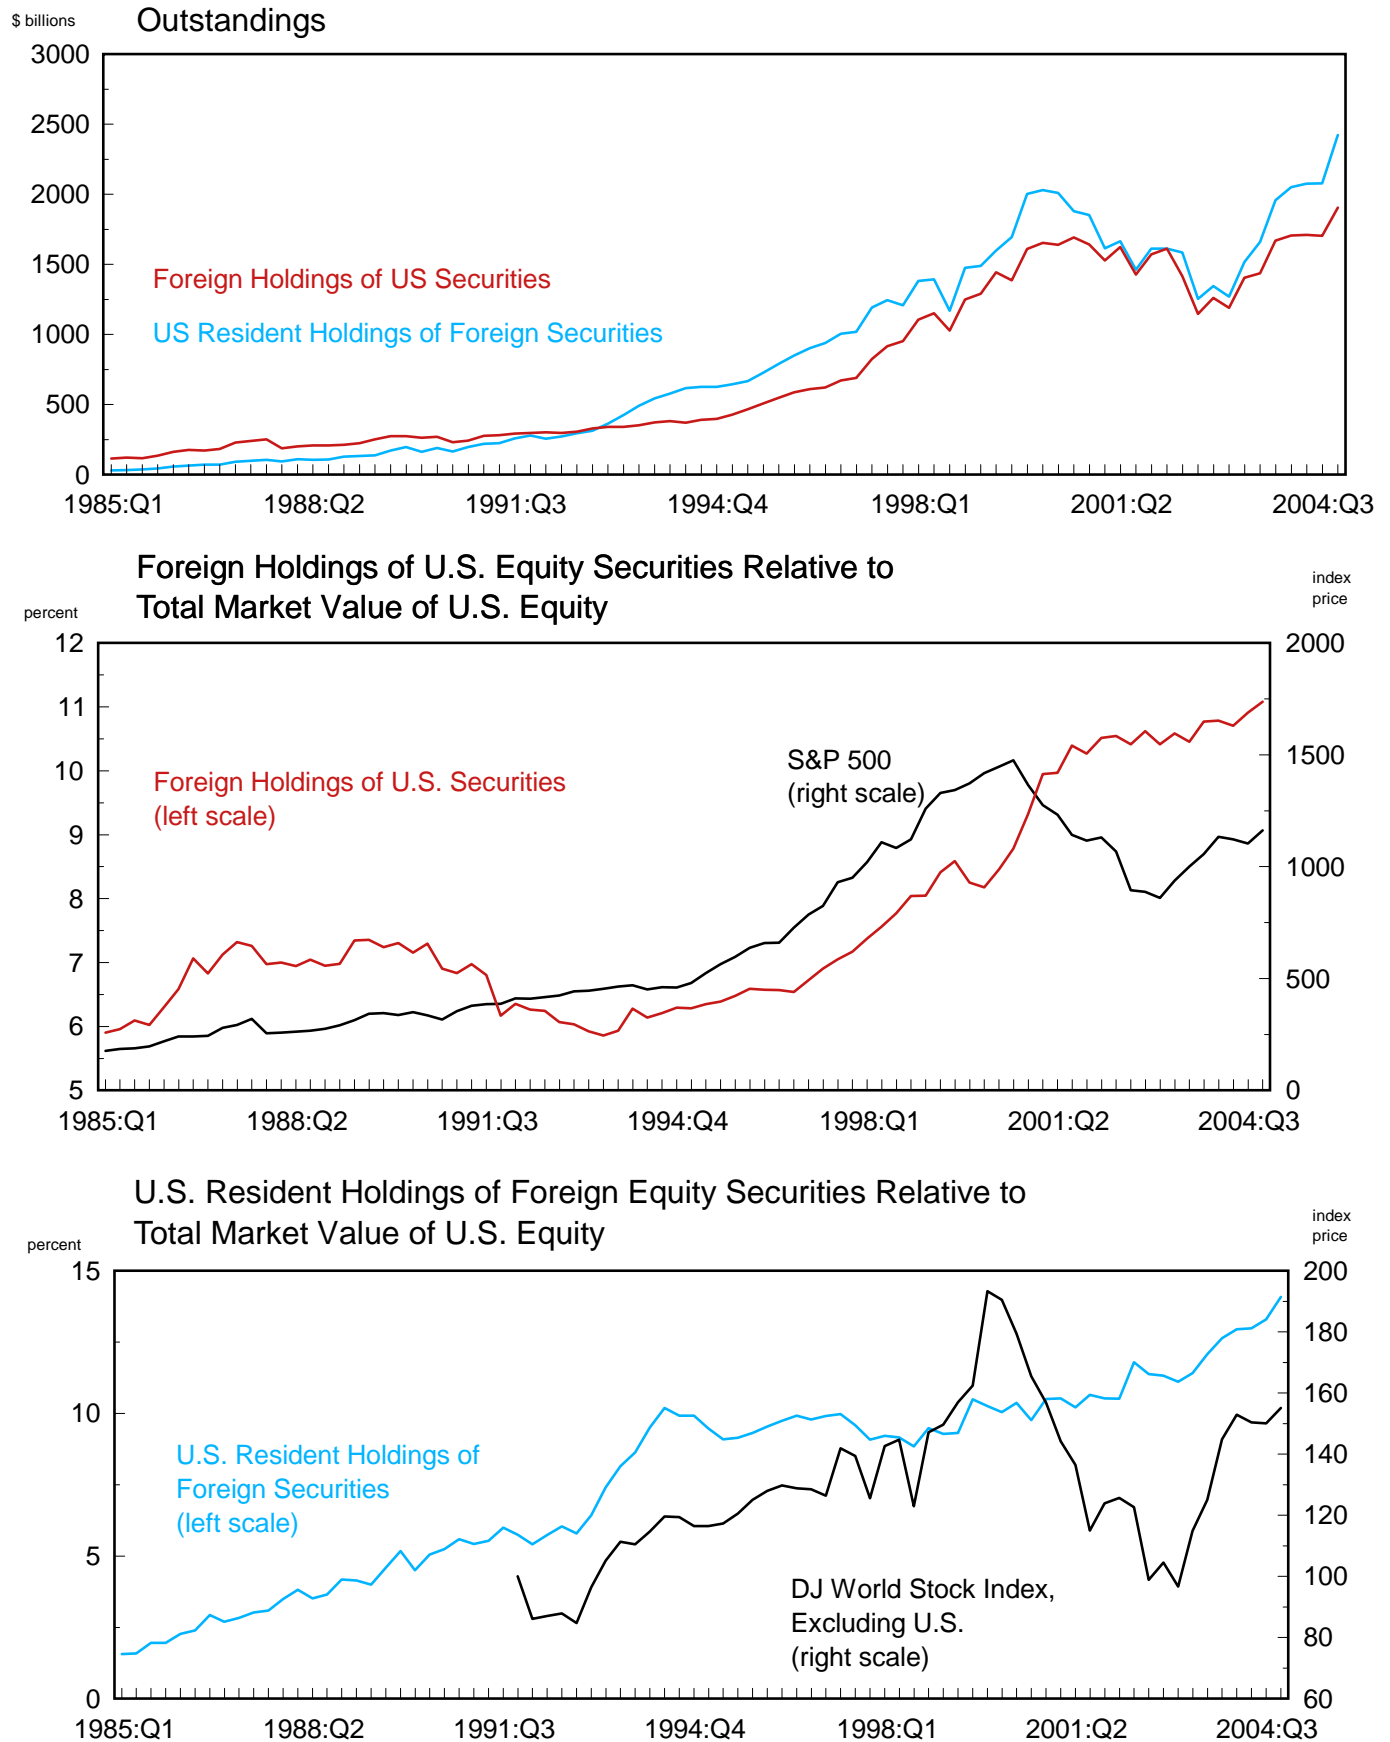 $ billions
Outstandings
3000
2500
2000
1500
1000
500
0
Foreign Holdings of US Securities
US Resident Holdings of Foreign Securities
1985:Q1 1988:Q2 1991:Q3 1994:Q4 1998:Q1 2001:Q2 2004:Q3
Foreign Holdings of U.S. Equity Securities Relative to
Total Market Value of U.S. Equity
percent
index
price
12
11
10
9
8
7
6
5
2000
1500
1000
500
0
Foreign Holdings of U.S. Securities
(left scale)
S&P 500
(right scale)
1985:Q1 1988:Q2 1991:Q3 1994:Q4 1998:Q1 2001:Q2 2004:Q3
U.S. Resident Holdings of Foreign Equity Securities Relative to
Total Market Value of U.S. Equity
percent
index
price
15
10
5
0
200
180
160
140
120
100
80
60
U.S. Resident Holdings of
Foreign Securities
(left scale)
DJ World Stock Index,
Excluding U.S.
(right scale)
1985:Q1 1988:Q2 1991:Q3 1994:Q4 1998:Q1 2001:Q2 2004:Q3